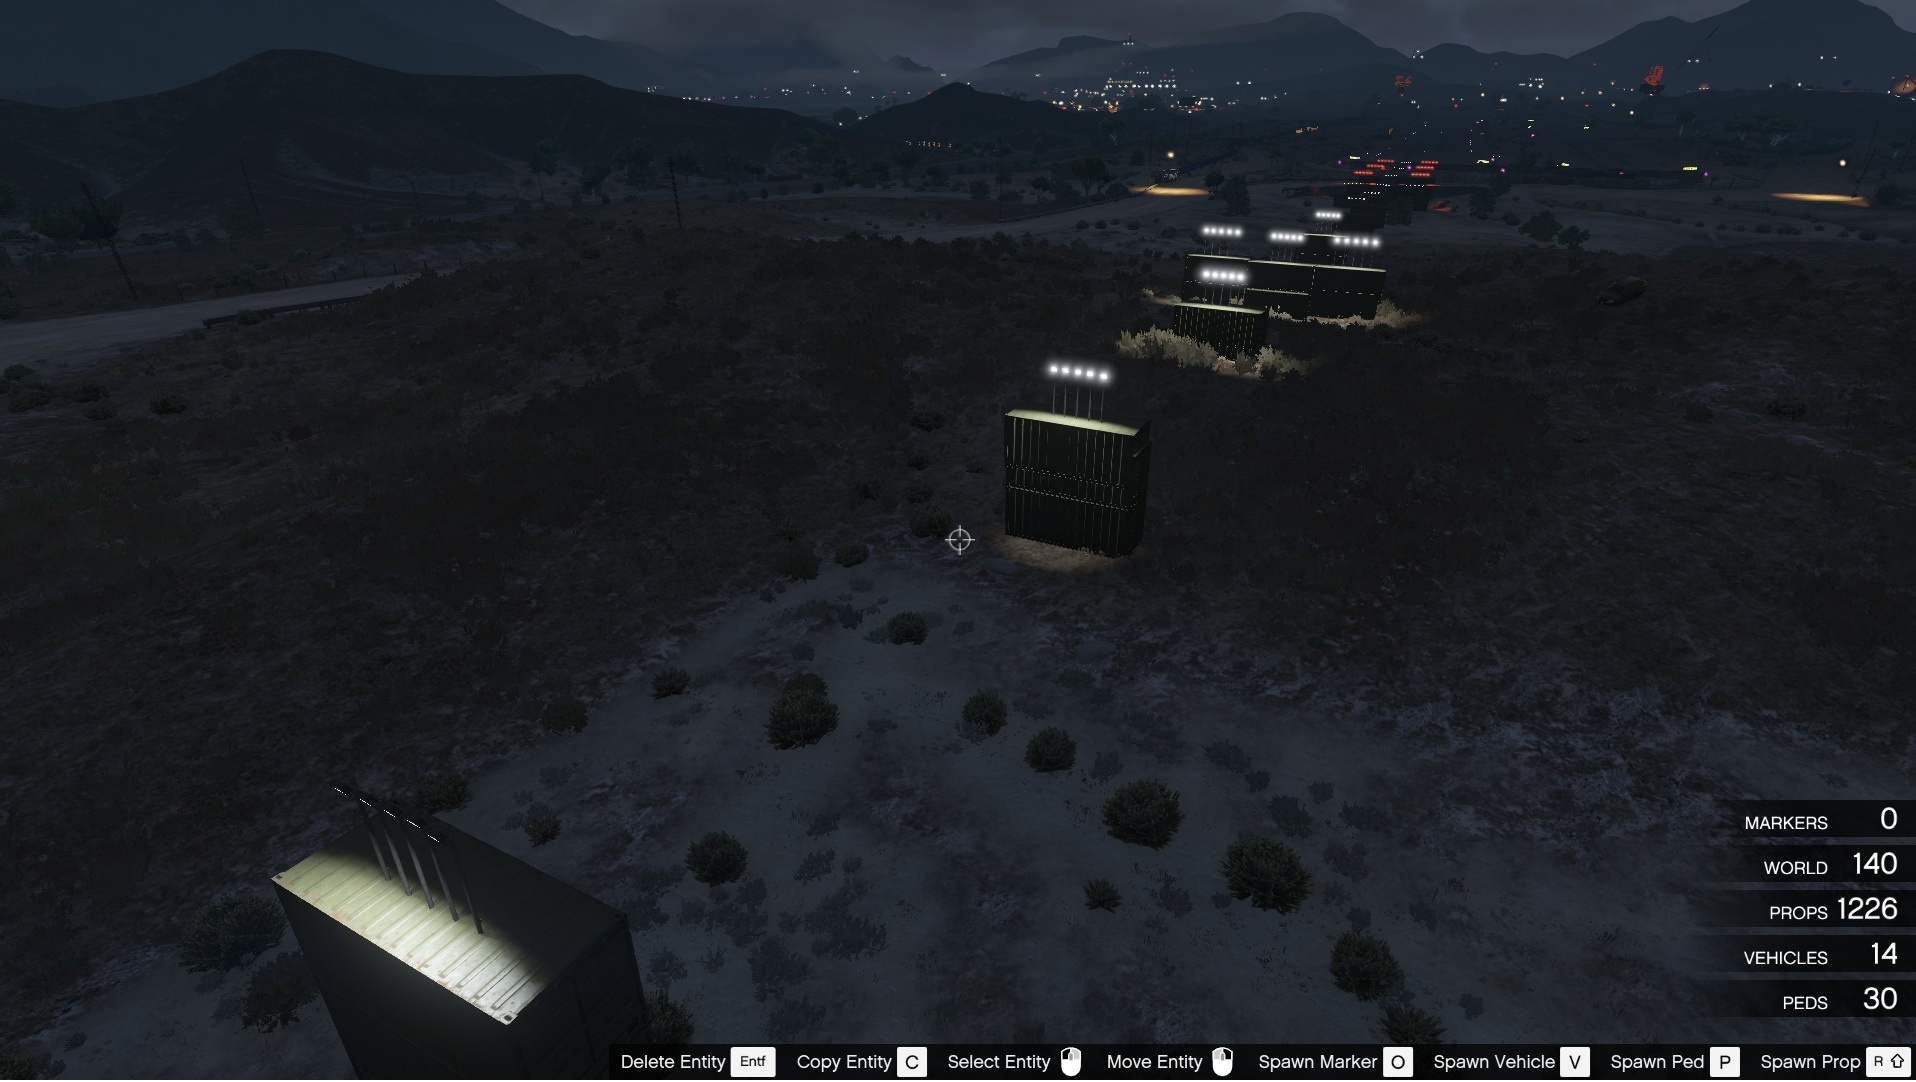 MARKERS 0
WORLD 140
PROPS 1226
VEHICLES 14
PEDS 30
Delete Entity Entf Copy Entity C Select Entity Move Entity Spawn Marker O Spawn Vehicle V Spawn Ped P Spawn Prop R